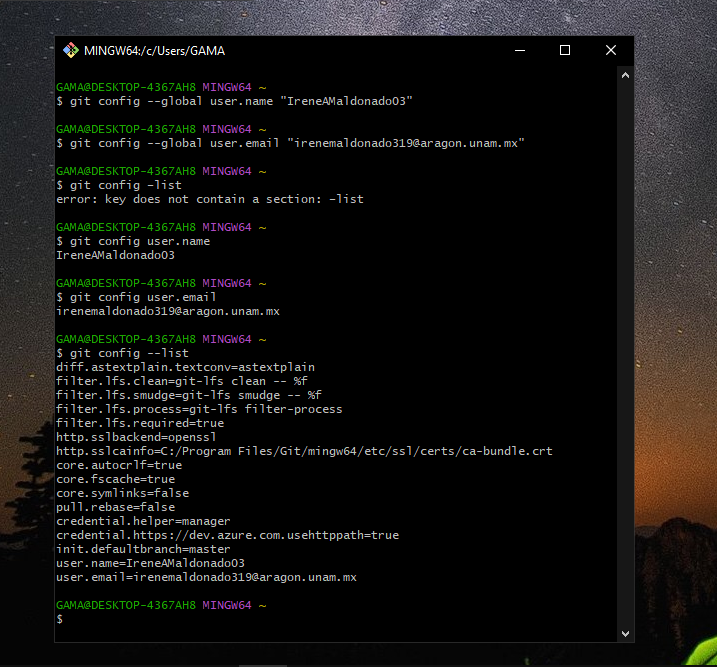 MINGW64:/c/Users/GAMA
GAMA@DESKTOP-4367AH8 MINGW64 ~
$ git config --global user.name "IreneAMaldonado03"
GAMA@DESKTOP-4367AH8 MINGW64 ~
$ git config --global user.email "irenemaldonado319@aragon.unam.mx"
GAMA@DESKTOP-4367AH8 MINGW64 ~
$ git config -list
error: key does not contain a section: -list
GAMA@DESKTOP-4367AH8 MINGW64 ~
$ git config user.name
IreneAMaldonado03
GAMA@DESKTOP-4367AH8 MINGW64 ~
$ git config user.email
irenemaldonado319@aragon.unam.mx
GAMA@DESKTOP-4367AH8 MINGW64 ~
$ git config --list
diff.astextplain.textconv=astextplain
filter.lfs.clean=git-lfs clean -- %f
filter.lfs.smudge=git-lfs smudge -- %f
filter.lfs.process=git-lfs filter-process
filter.lfs.required=true
http.sslbackend=openssl
http.sslcainfo=C:/Program Files/Git/mingw64/etc/ssl/certs/ca-bundle.crt
core.autocrlf=true
core.fscache=true
core.symlinks=false
pull.rebase=false
credential.helper=manager
credential.https://dev.azure.com.usehttppath=true
init.defaultbranch=master
user.name=IreneAMaldonado03
user.email=irenemaldonado319@aragon.unam.mx
GAMA@DESKTOP-4367AH8 MINGW64 ~
$